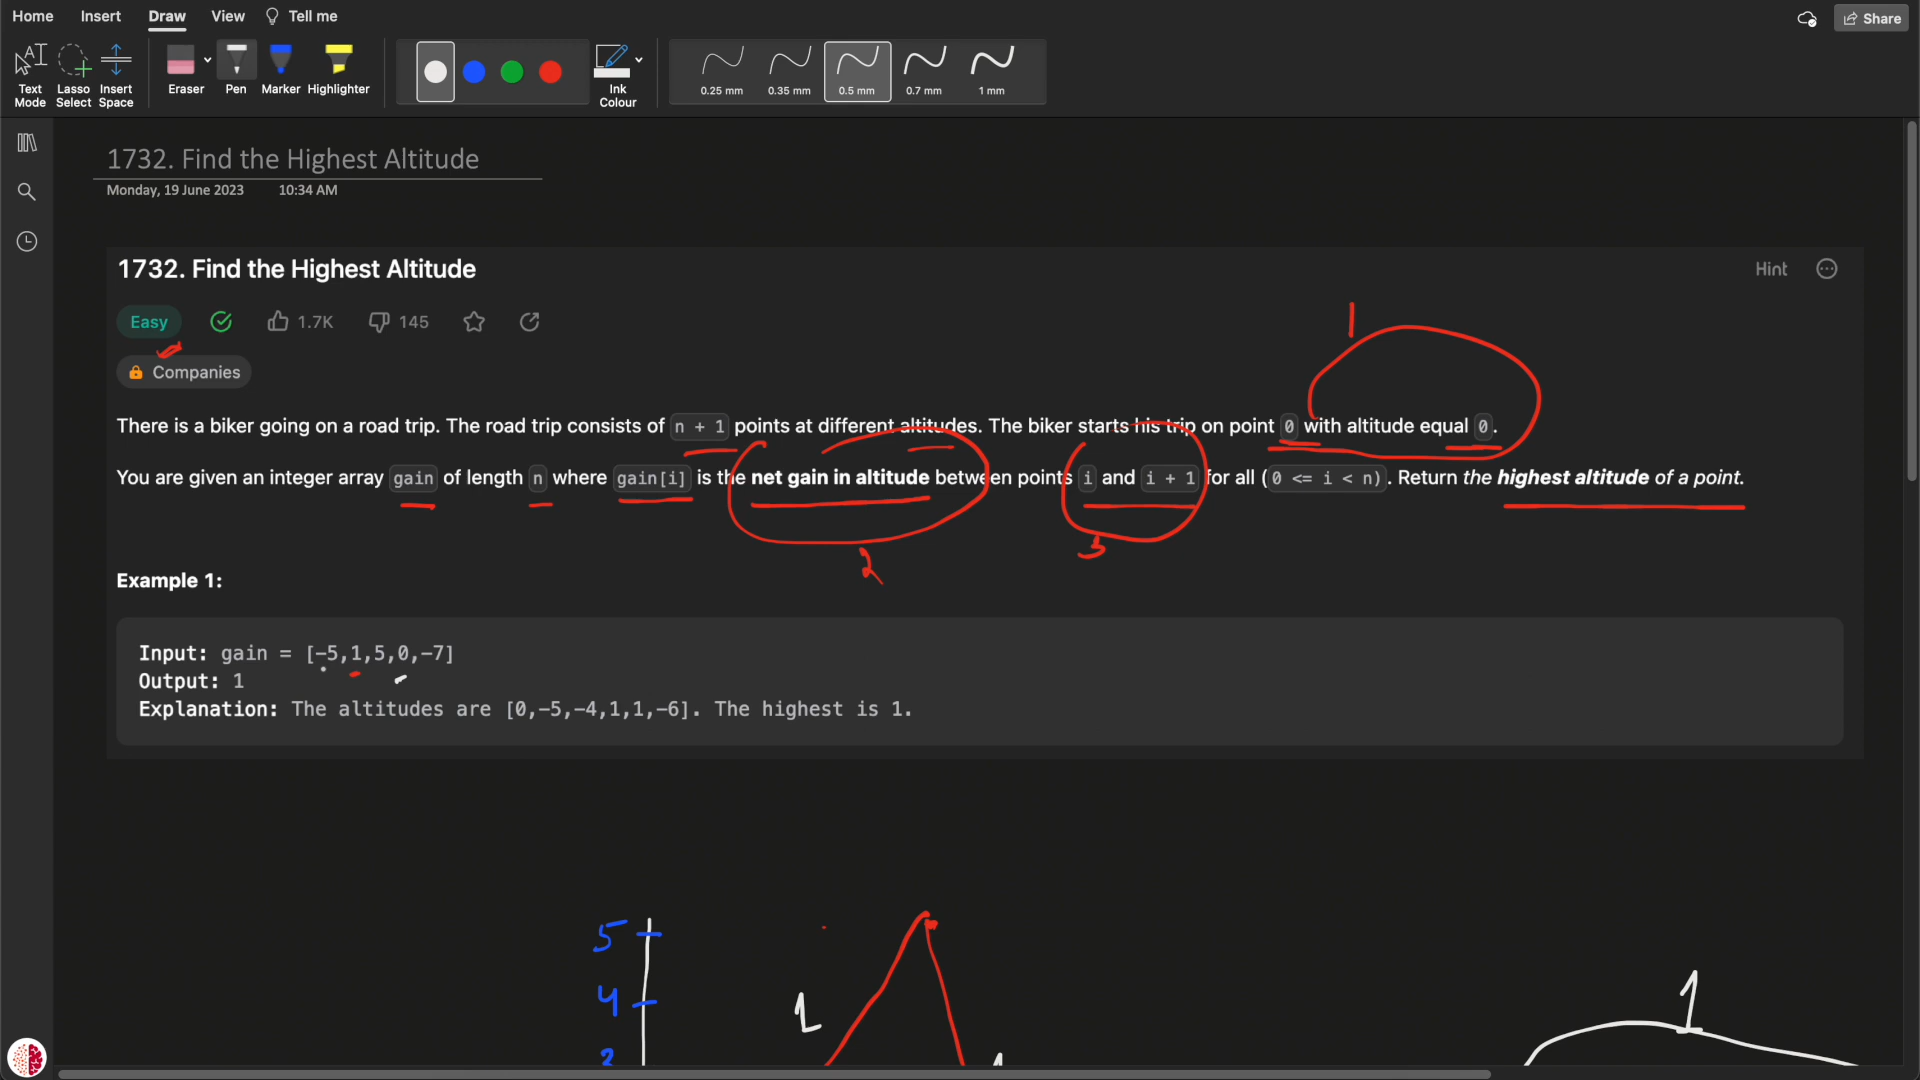 Home Insert Draw View Tell me
Share
Text Mode
Lasso Select
Insert Space
Eraser
Pen
Marker
Highlighter
Ink Colour
0.25 mm
0.35 mm
0.5 mm
0.7 mm
1 mm
1732. Find the Highest Altitude
Monday, 19 June 2023 10:34 AM
1732. Find the Highest Altitude
Hint
Easy 1.7K 145
1
Companies
There is a biker going on a road trip. The road trip consists of n + 1 points at different altitudes. The biker starts his trip on point 0 with altitude equal 0.
You are given an integer array gain of length n where gain[i] is the net gain in altitude between points i and i + 1 for all (0 <= i < n). Return the highest altitude of a point.
2
3
Example 1:
Input: gain = [-5,1,5,0,-7]
Output: 1
Explanation: The altitudes are [0,-5,-4,1,1,-6]. The highest is 1.
5
4
1
1